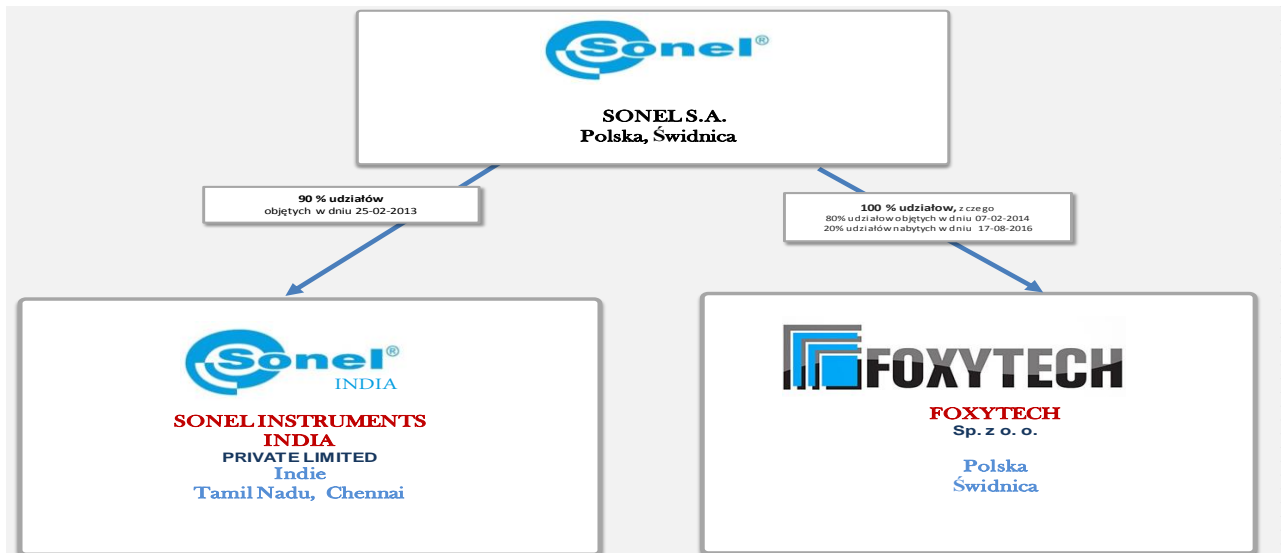 Sonel®
SONEL S.A.
Polska, Świdnica
90 % udziałów
objętych w dniu 25-02-2013
100 % udziałow, z czego
80% udziałow objętych w dniu 07-02-2014
20% udziałów nabytych w dniu 17-08-2016
Sonel®
INDIA
SONEL INSTRUMENTS
INDIA
PRIVATE LIMITED
Indie
Tamil Nadu, Chennai
FOXYTECH
FOXYTECH
Sp. z o. o.
Polska
Świdnica